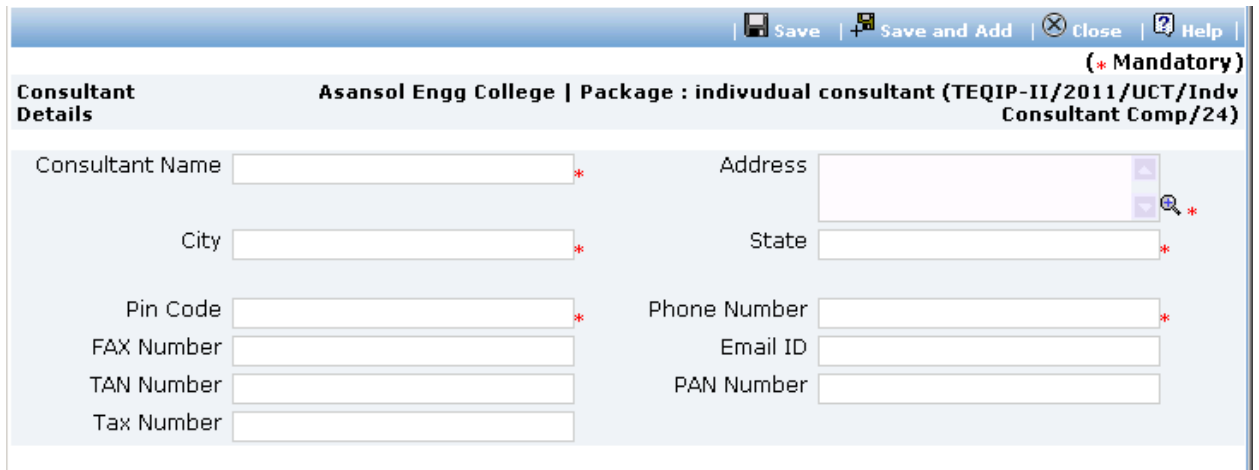 | Save | Save and Add | Close | Help |
(* Mandatory)
Consultant Details
Asansol Engg College | Package : indivudual consultant (TEQIP-II/2011/UCT/Indv
Consultant Comp/24)
Consultant Name * Address *
City * State *
Pin Code * Phone Number *
FAX Number Email ID
TAN Number PAN Number
Tax Number